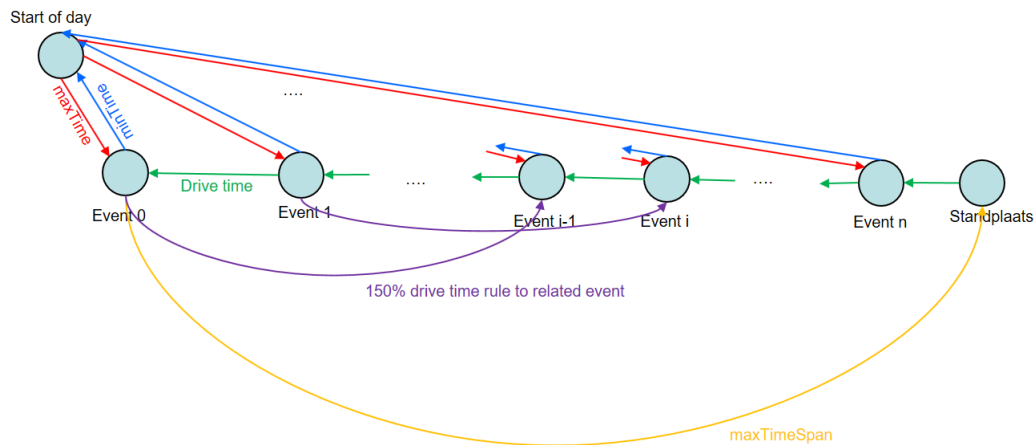 Start of day
....
maxTime
minTime
Drive time
....
....
Event 0
Event 1
Event i-1
Event i
Event n
Standplaats
150% drive time rule to related event
maxTimeSpan